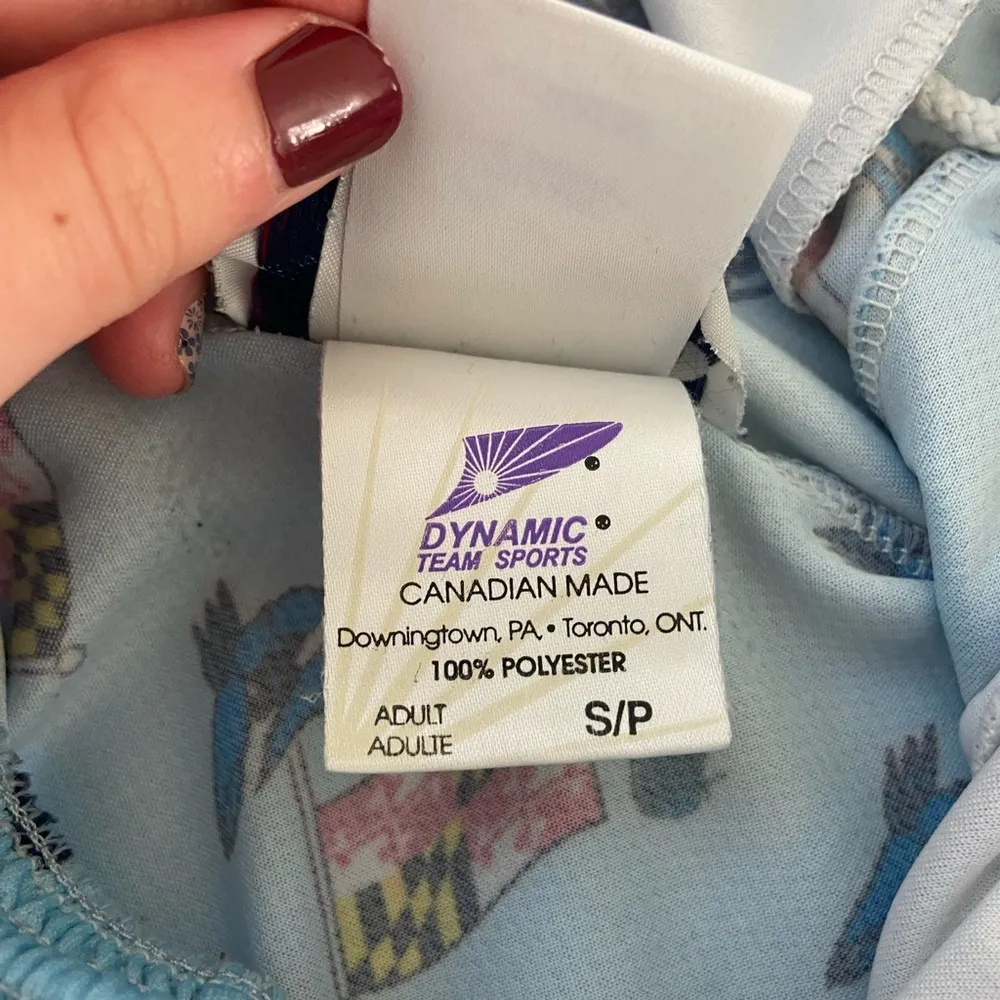 DYNAMIC
TEAM SPORTS
CANADIAN MADE
Downingtown, PA. • Toronto, ONT.
100% POLYESTER
ADULT S/P
ADULTE